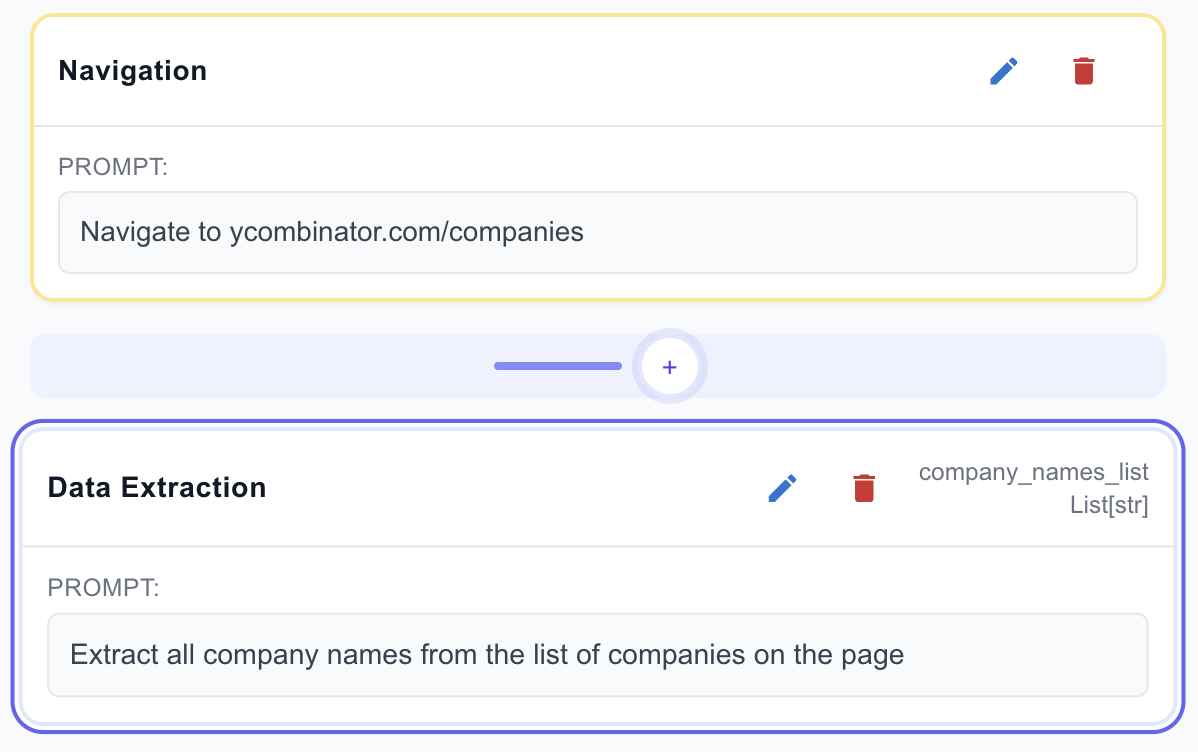 Navigation
PROMPT:
Navigate to ycombinator.com/companies
+
Data Extraction
company_names_list
List[str]
PROMPT:
Extract all company names from the list of companies on the page